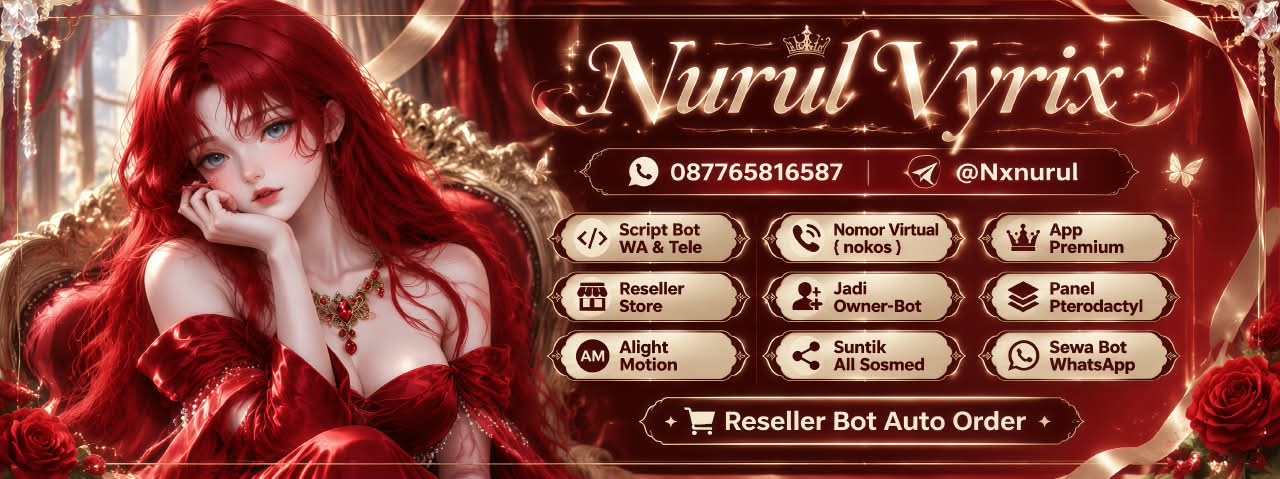 Nurul Vyrix
087765816587 | @Nxnurul
Script Bot
WA & Tele
Nomor Virtual
( nokos )
App
Premium
Reseller
Store
Jadi
Owner-Bot
Panel
Pterodactyl
AM
Alight
Motion
Suntik
All Sosmed
Sewa Bot
WhatsApp
Reseller Bot Auto Order